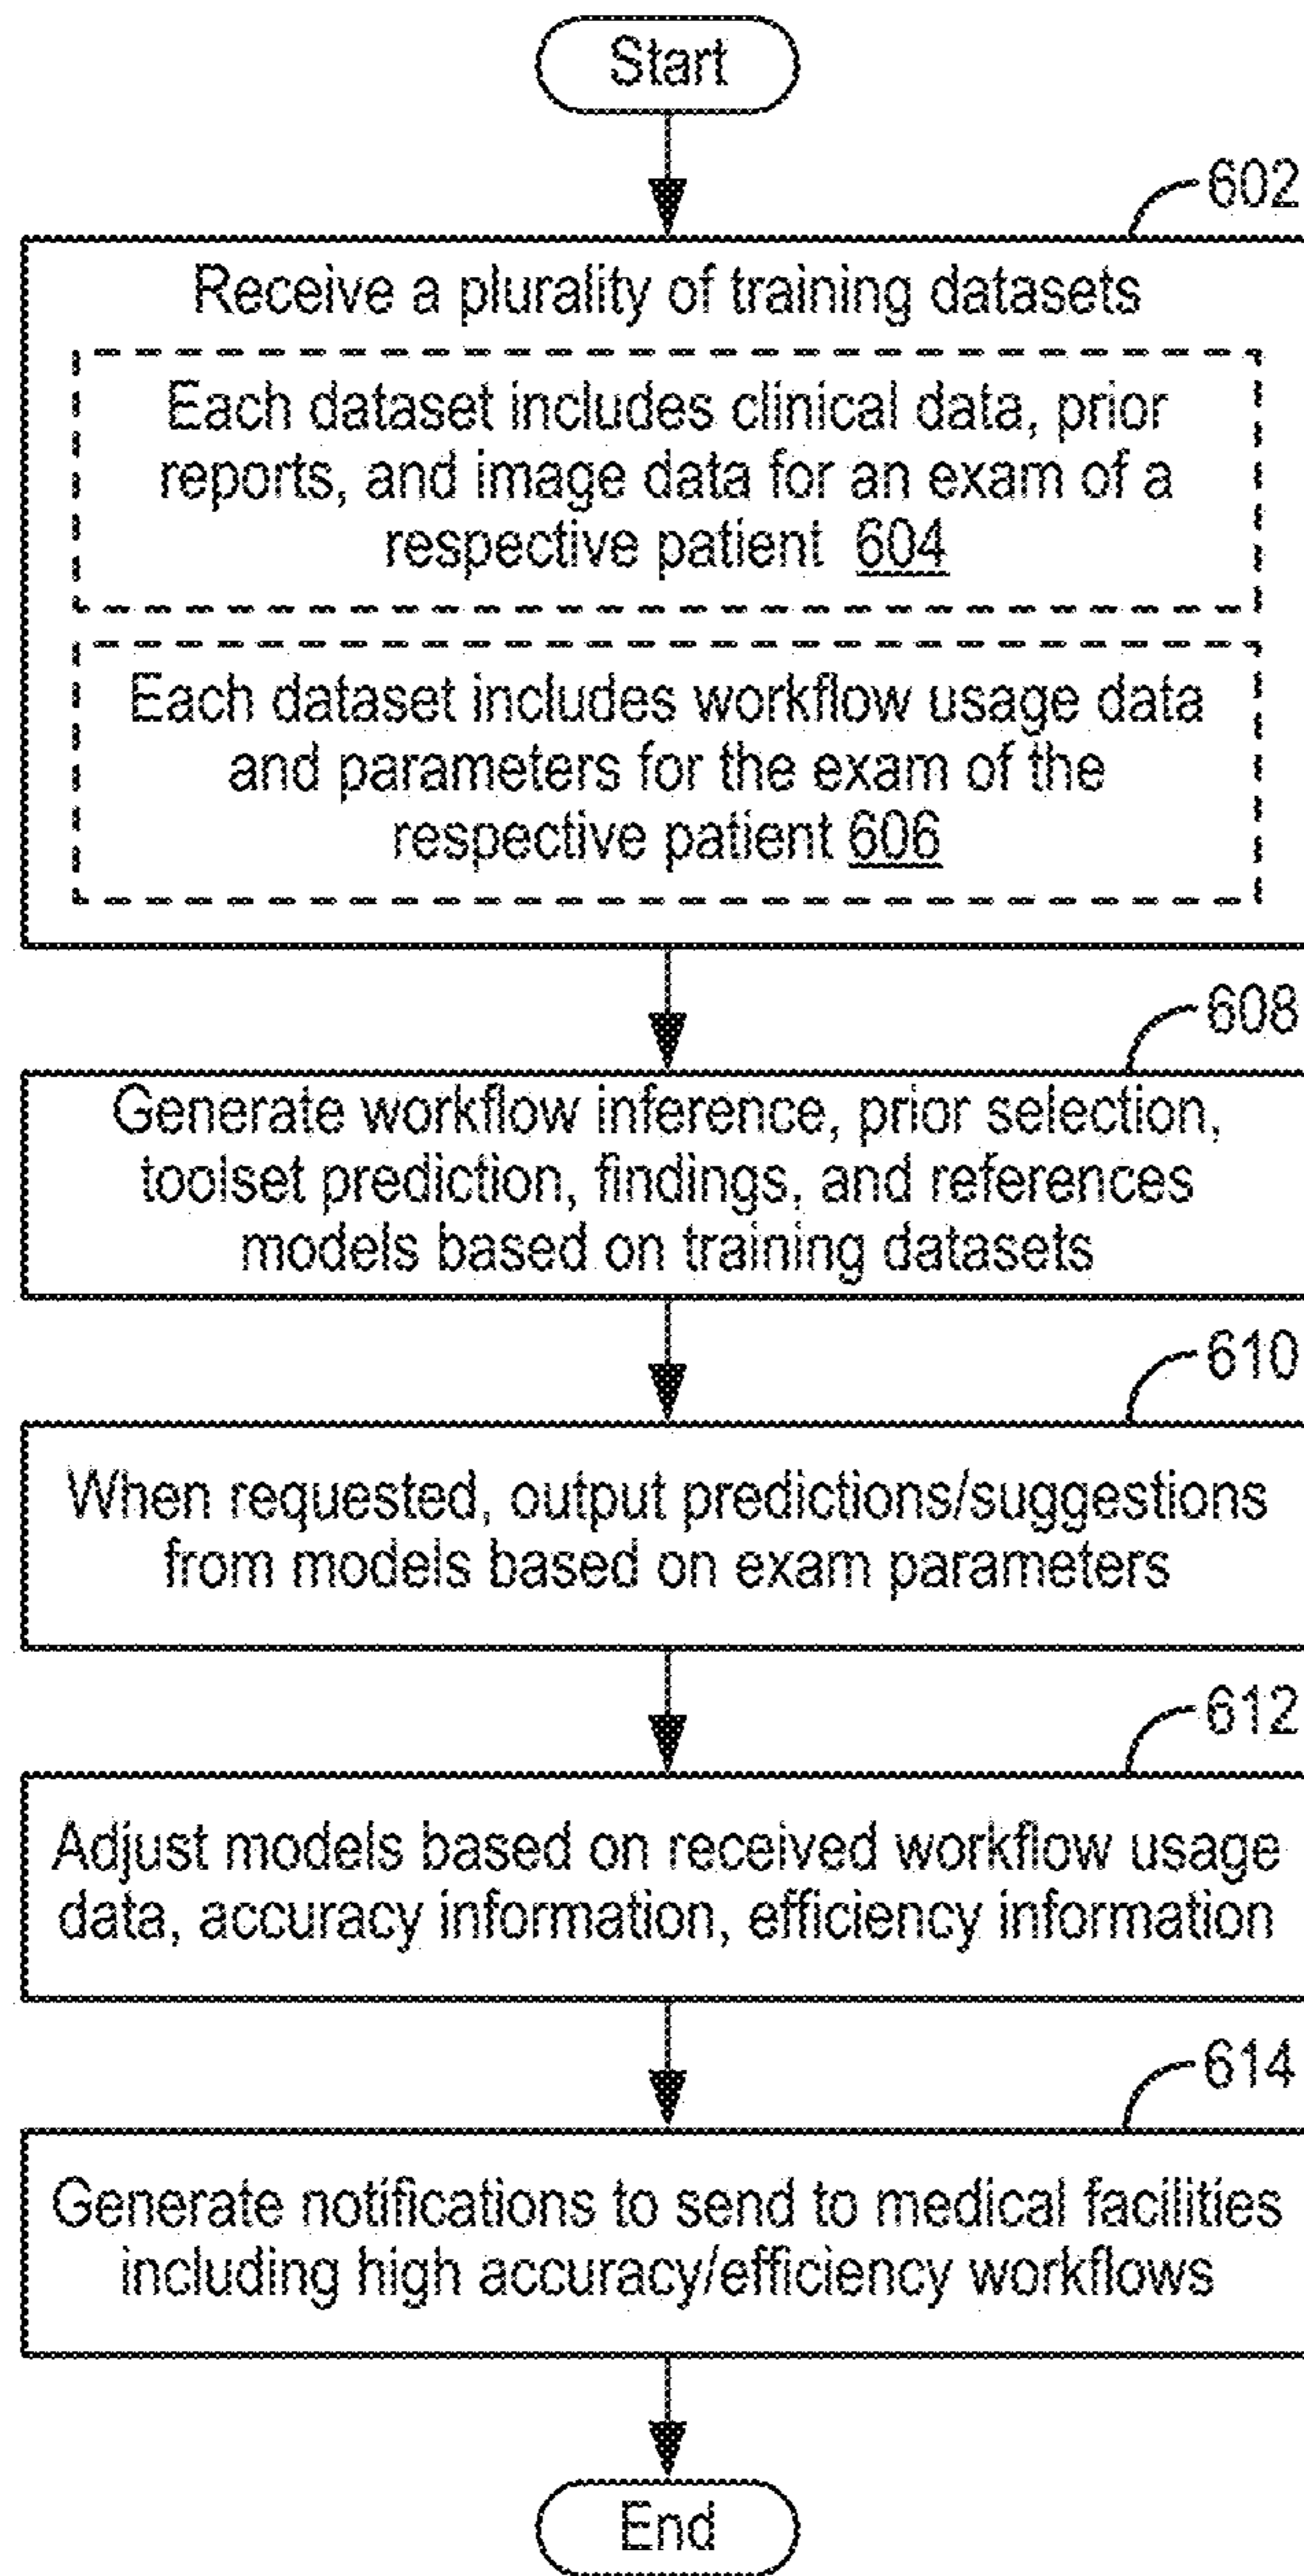 Start
602
Receive a plurality of training datasets
Each dataset includes clinical data, prior
reports, and image data for an exam of a
respective patient 604
Each dataset includes workflow usage data
and parameters for the exam of the
respective patient 606
608
Generate workflow inference, prior selection,
toolset prediction, findings, and references
models based on training datasets
610
When requested, output predictions/suggestions
from models based on exam parameters
612
Adjust models based on received workflow usage
data, accuracy information, efficiency information
614
Generate notifications to send to medical facilities
including high accuracy/efficiency workflows
End